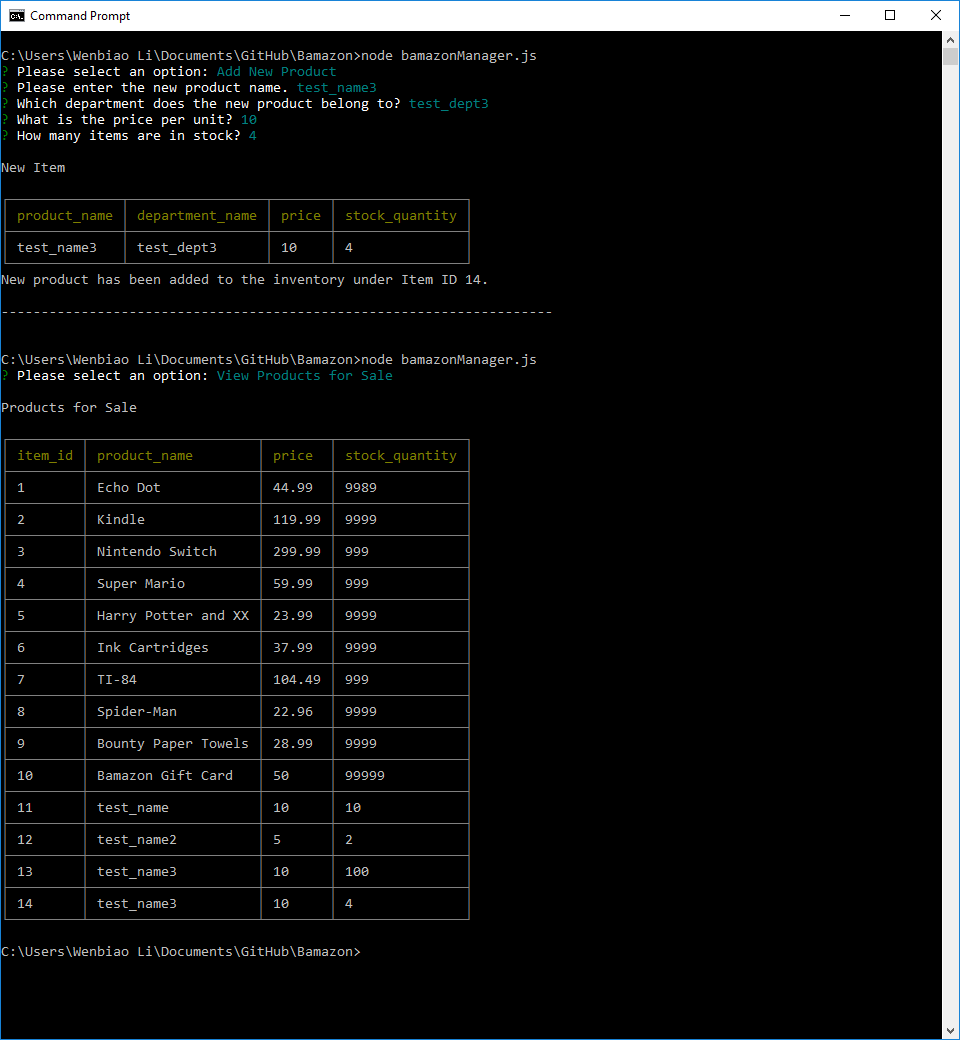 Command Prompt
C:\Users\Wenbiao Li\Documents\GitHub\Bamazon>node bamazonManager.js
? Please select an option: Add New Product
? Please enter the new product name. test_name3
? Which department does the new product belong to? test_dept3
? What is the price per unit? 10
? How many items are in stock? 4
New Item
product_name department_name price stock_quantity
test_name3 test_dept3 10 4
New product has been added to the inventory under Item ID 14.
---------------------------------------------------------------------
C:\Users\Wenbiao Li\Documents\GitHub\Bamazon>node bamazonManager.js
? Please select an option: View Products for Sale
Products for Sale
item_id product_name price stock_quantity
1 Echo Dot 44.99 9989
2 Kindle 119.99 9999
3 Nintendo Switch 299.99 999
4 Super Mario 59.99 999
5 Harry Potter and XX 23.99 9999
6 Ink Cartridges 37.99 9999
7 TI-84 104.49 999
8 Spider-Man 22.96 9999
9 Bounty Paper Towels 28.99 9999
10 Bamazon Gift Card 50 99999
11 test_name 10 10
12 test_name2 5 2
13 test_name3 10 100
14 test_name3 10 4
C:\Users\Wenbiao Li\Documents\GitHub\Bamazon>